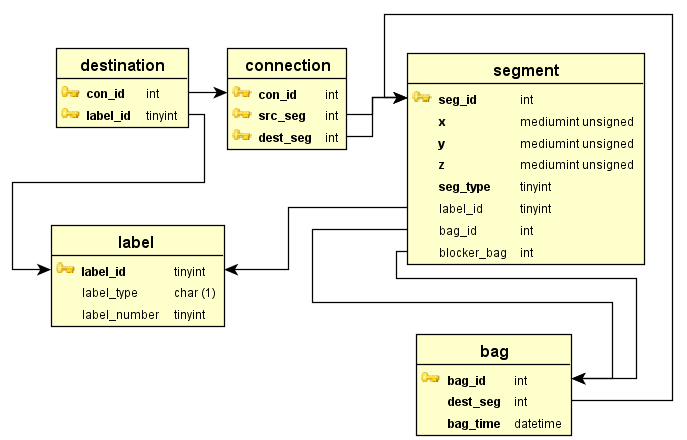 destination
con_id int
label_id tinyint
connection
con_id int
src_seg int
dest_seg int
segment
seg_id int
x mediumint unsigned
y mediumint unsigned
z mediumint unsigned
seg_type tinyint
label_id tinyint
bag_id int
blocker_bag int
label
label_id tinyint
label_type char (1)
label_number tinyint
bag
bag_id int
dest_seg int
bag_time datetime